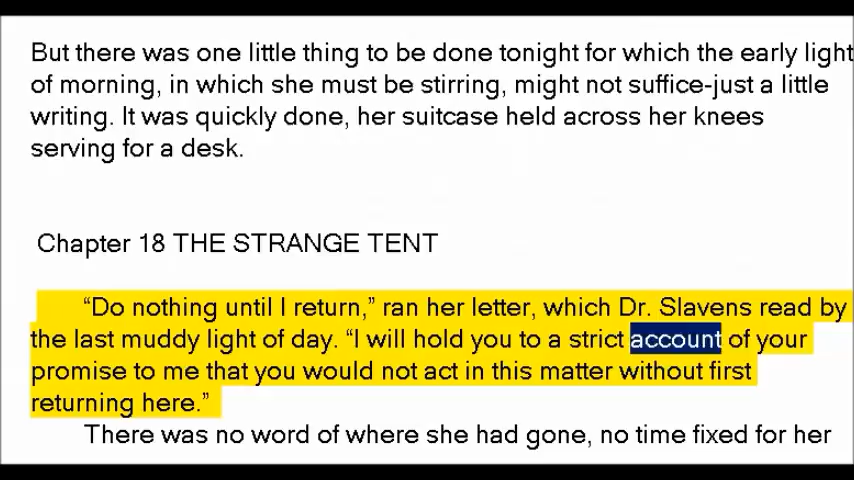 But there was one little thing to be done tonight for which the early light
of morning, in which she must be stirring, might not suffice-just a little
writing. It was quickly done, her suitcase held across her knees
serving for a desk.
Chapter 18 THE STRANGE TENT
“Do nothing until I return,” ran her letter, which Dr. Slavens read by
the last muddy light of day. “I will hold you to a strict account of your
promise to me that you would not act in this matter without first
returning here.”
There was no word of where she had gone, no time fixed for her